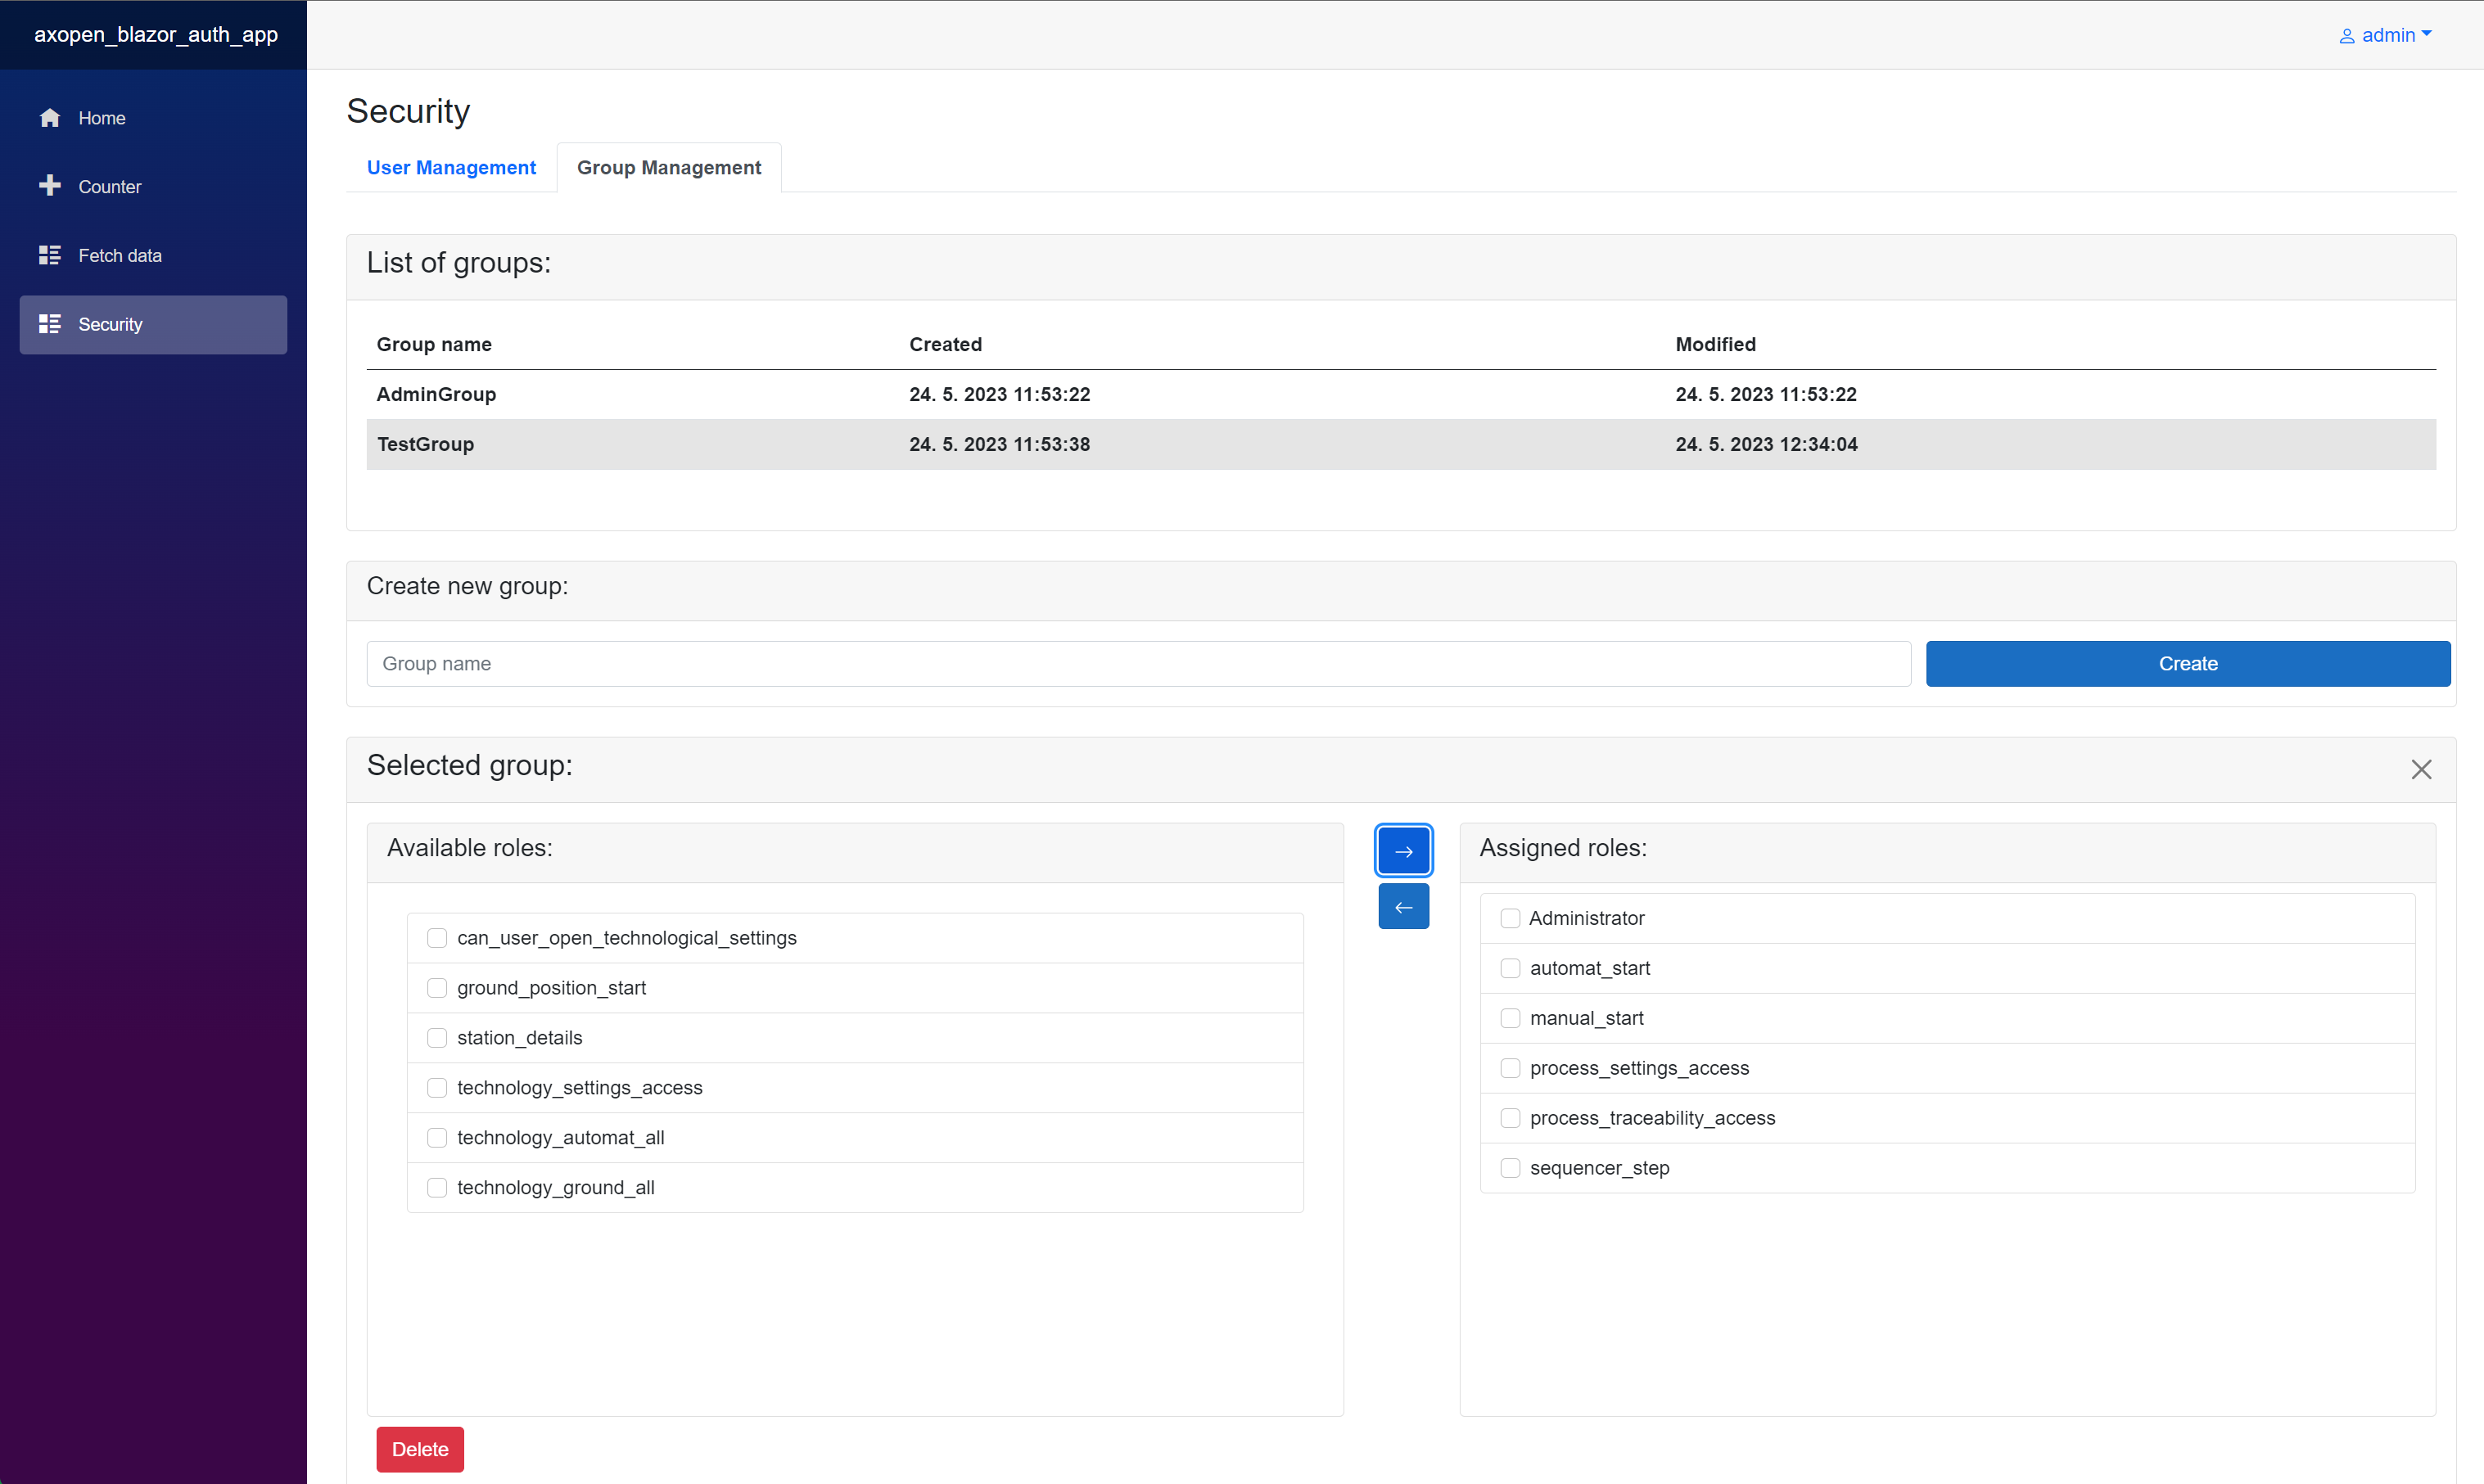 axopen_blazor_auth_app
admin
Home
Counter
Fetch data
Security
Security
User Management
Group Management
List of groups:
Group name Created Modified
AdminGroup 24. 5. 2023 11:53:22 24. 5. 2023 11:53:22
TestGroup 24. 5. 2023 11:53:38 24. 5. 2023 12:34:04
Create new group:
Group name
Create
Selected group:
Available roles:
can_user_open_technological_settings
ground_position_start
station_details
technology_settings_access
technology_automat_all
technology_ground_all
Assigned roles:
Administrator
automat_start
manual_start
process_settings_access
process_traceability_access
sequencer_step
Delete